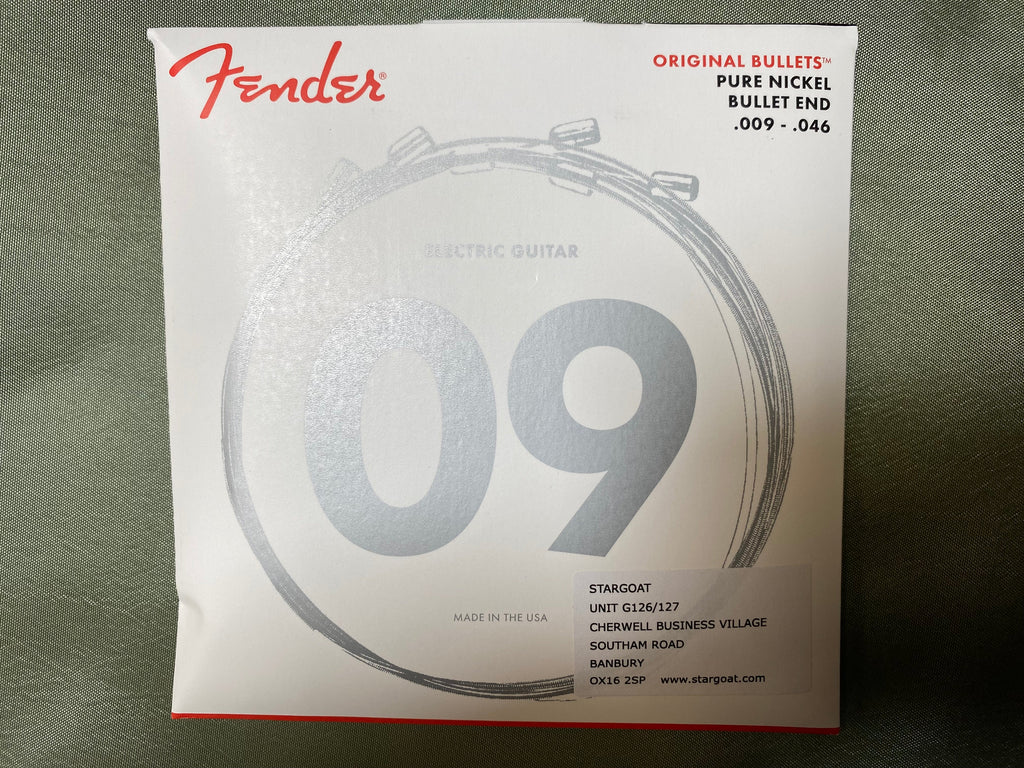 Fender®
ORIGINAL BULLETS™
PURE NICKEL
BULLET END
.009 - .046
ELECTRIC GUITAR
09
MADE IN THE USA
STARGOAT
UNIT G126/127
CHERWELL BUSINESS VILLAGE
SOUTHAM ROAD
BANBURY
OX16 2SP www.stargoat.com